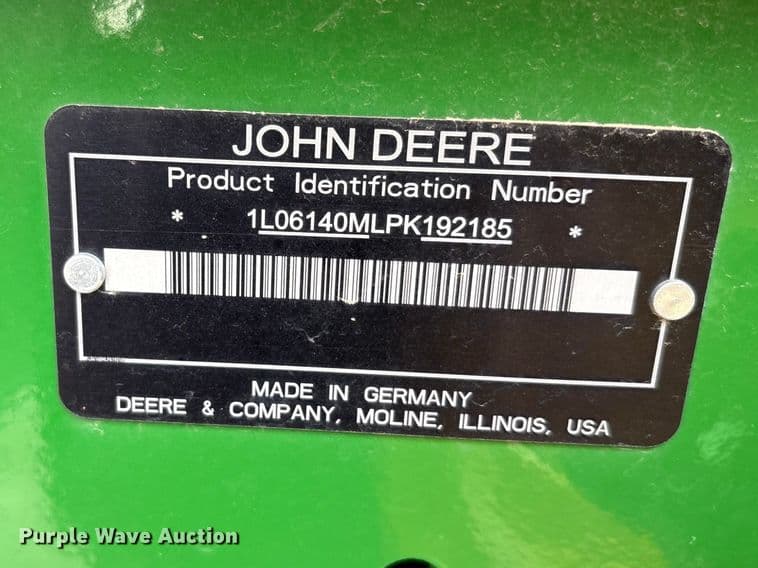 JOHN DEERE
Product Identification Number
* 1L06140MLPK192185 *
MADE IN GERMANY
DEERE & COMPANY, MOLINE, ILLINOIS, USA
Purple Wave Auction